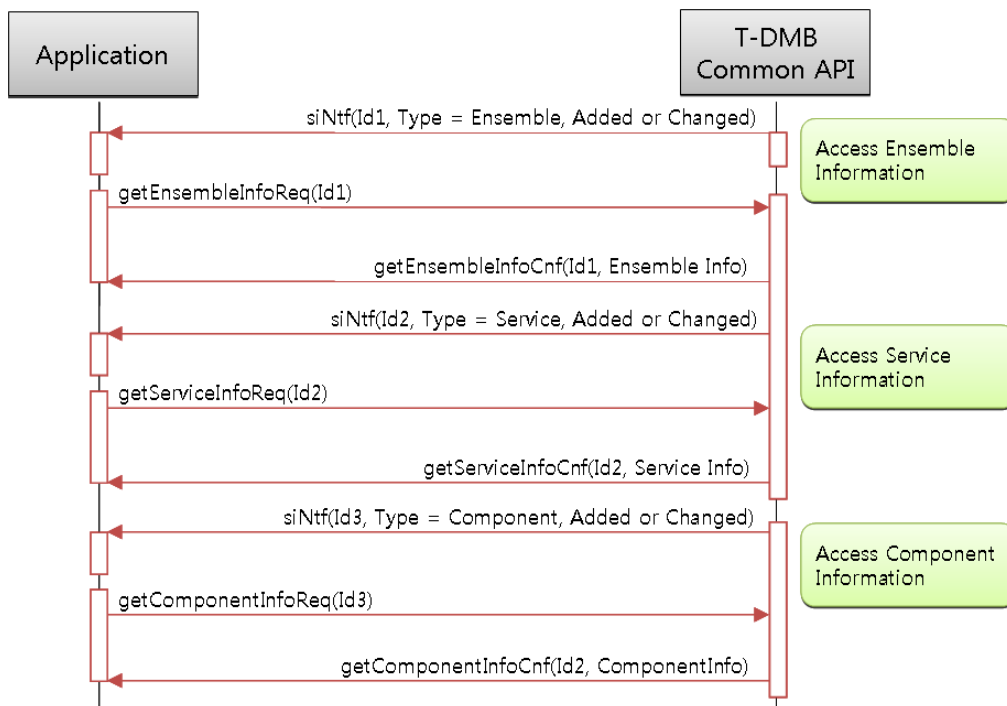 Application
T-DMB
Common API
siNtf(Id1, Type = Ensemble, Added or Changed)
Access Ensemble
Information
getEnsembleInfoReq(Id1)
getEnsembleInfoCnf(Id1, Ensemble Info)
siNtf(Id2, Type = Service, Added or Changed)
Access Service
Information
getServiceInfoReq(Id2)
getServiceInfoCnf(Id2, Service Info)
siNtf(Id3, Type = Component, Added or Changed)
Access Component
Information
getComponentInfoReq(Id3)
getComponentInfoCnf(Id2, ComponentInfo)